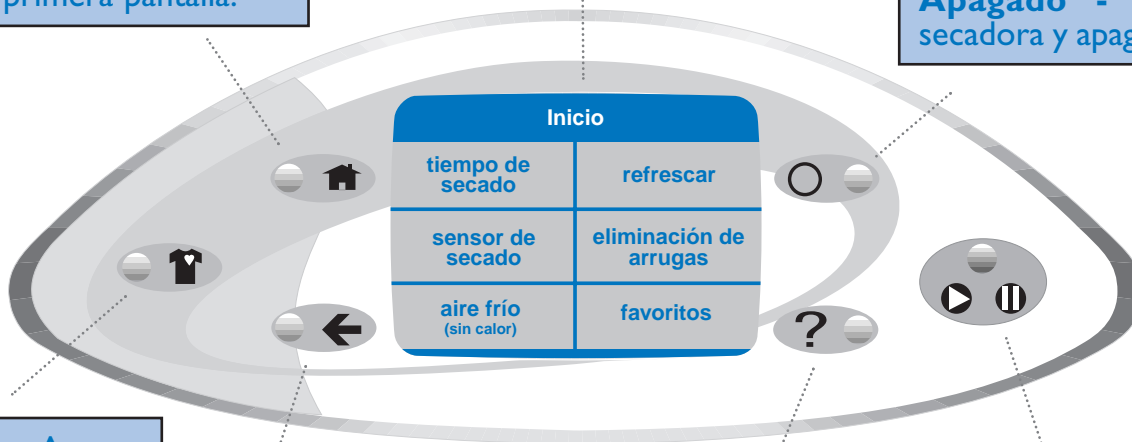 primera pantalla.
Apagado -
secadora y apag
Inicio
tiempo de
secado
refrescar
sensor de
secado
eliminación de
arrugas
aire frío
(sin calor)
favoritos
?